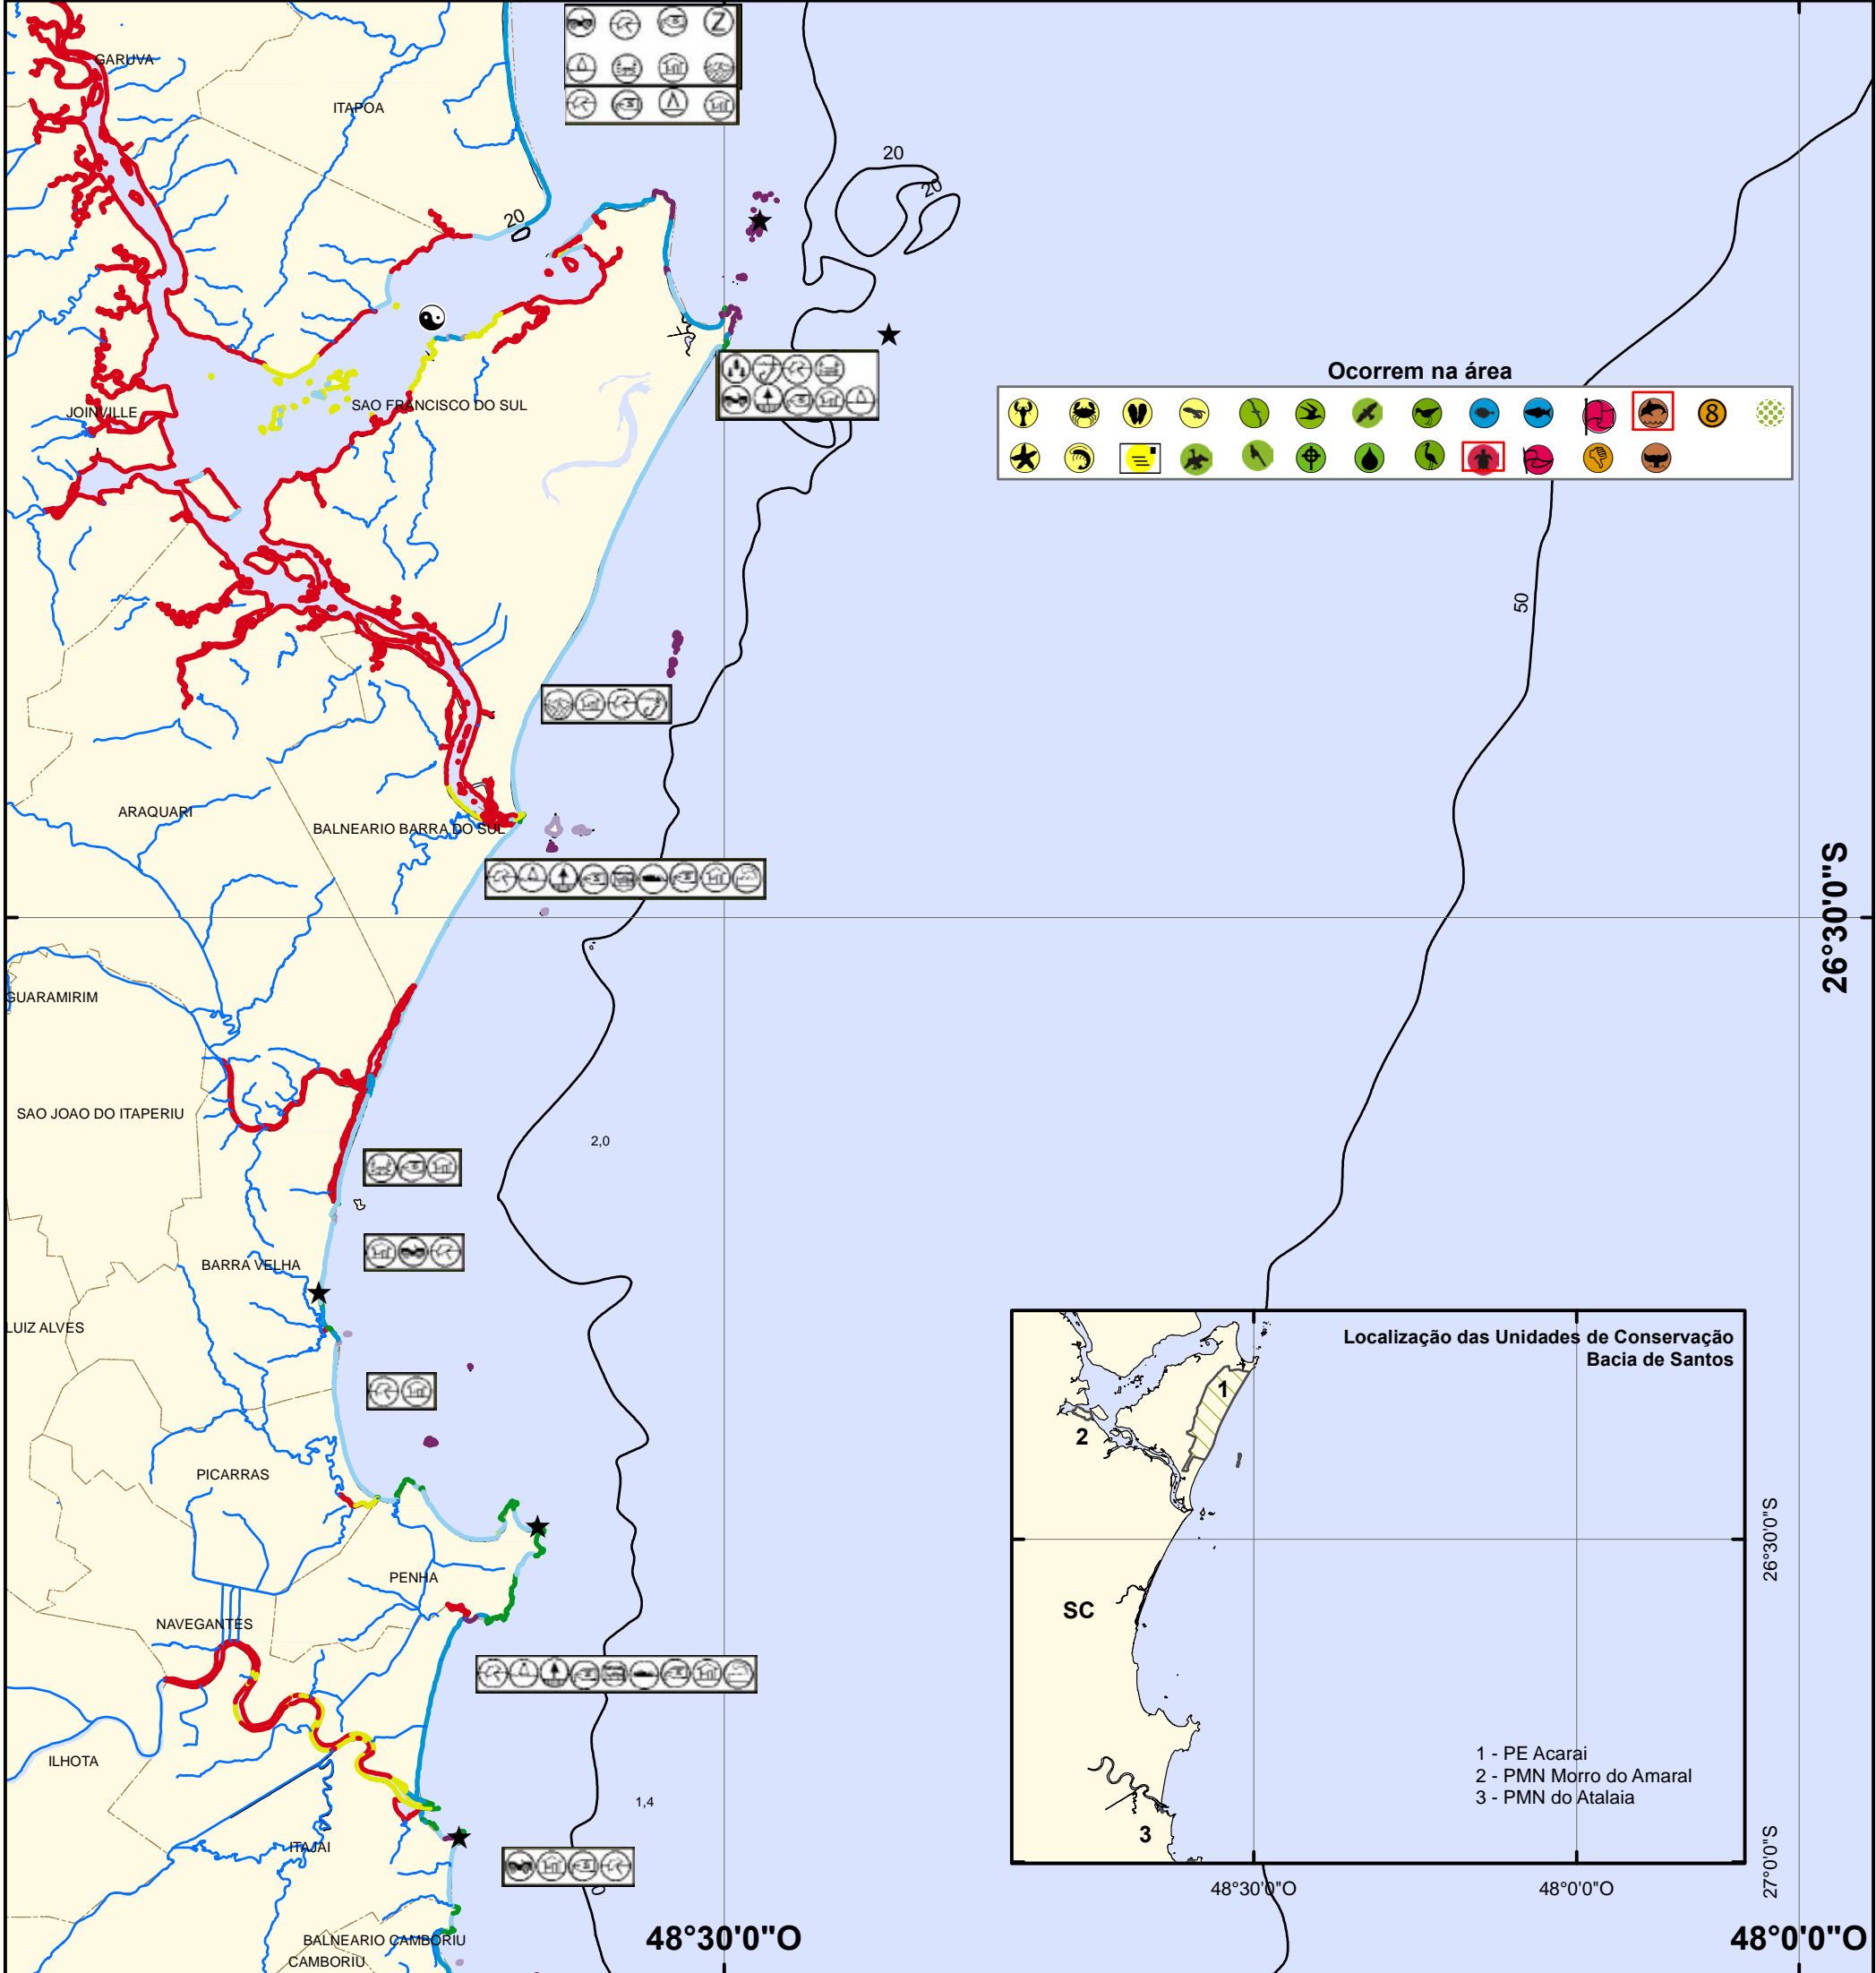 GARUVA
ITAPOA
20
20
20
Z
JOINVILLE
SAO FRANCISCO DO SUL
Ocorrem na área
8
50
ARAQUARI
BALNEARIO BARRA DO SUL
26°30'0"S
GUARAMIRIM
SAO JOAO DO ITAPERIU
2,0
BARRA VELHA
LUIZ ALVES
Localização das Unidades de Conservação
Bacia de Santos
1
2
PICARRAS
26°30'0"S
PENHA
SC
NAVEGANTES
ILHOTA
1 - PE Acarai
2 - PMN Morro do Amaral
3 - PMN do Atalaia
1,4
3
27°0'0"S
ITAJAI
48°30'0"O
48°0'0"O
BALNEARIO CAMBORIU
CAMBORIU
48°30'0"O
48°0'0"O